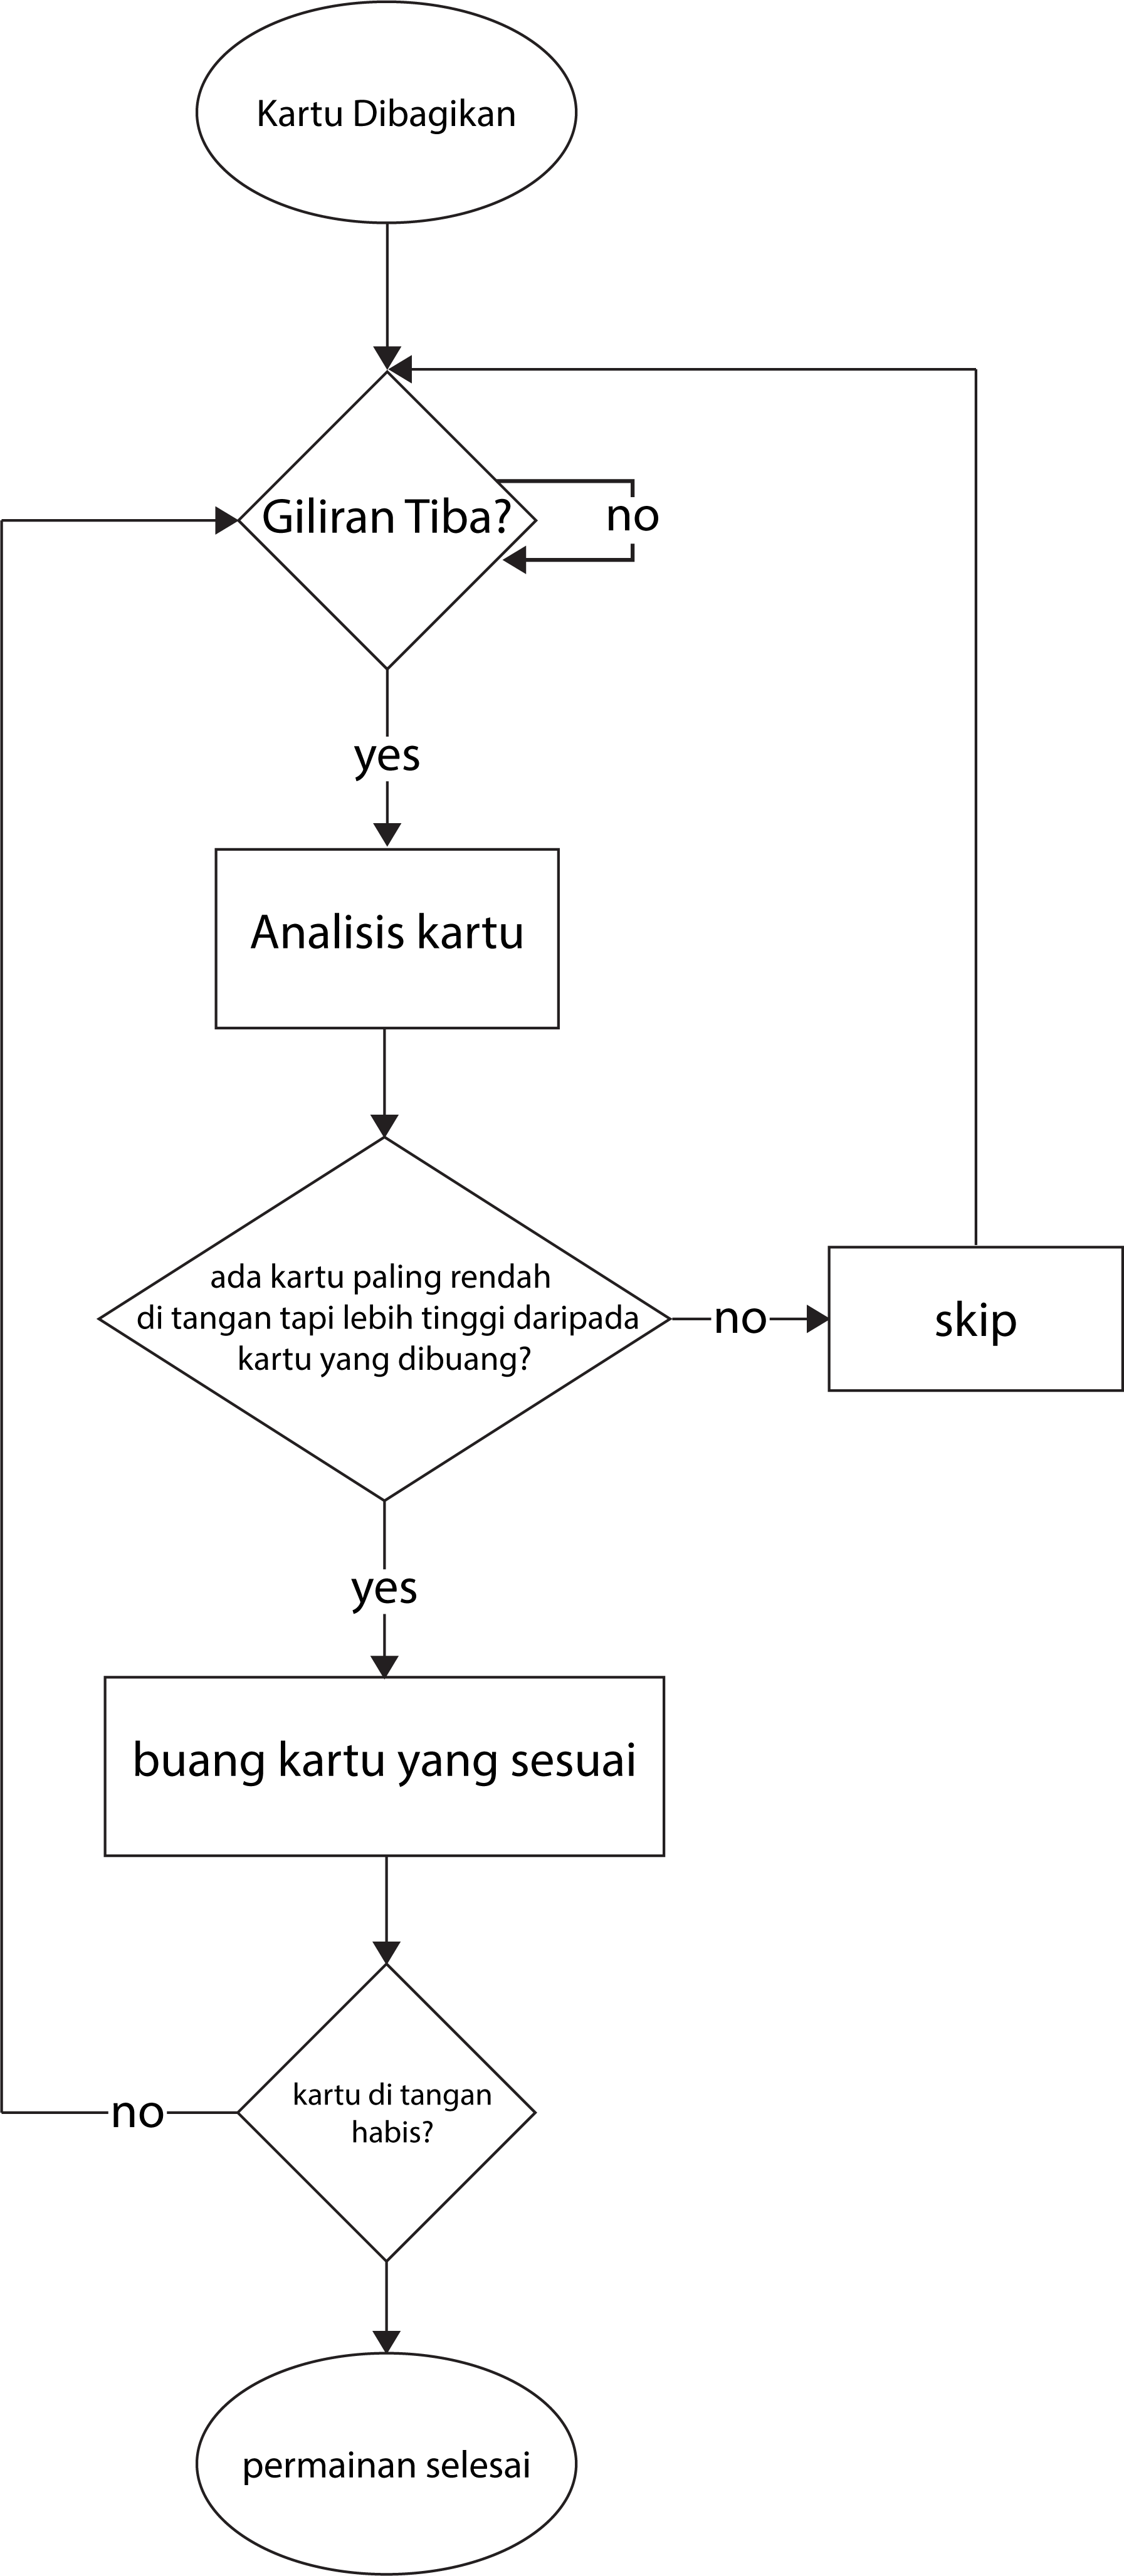 Kartu Dibagikan
Giliran Tiba?
no
yes
Analisis kartu
ada kartu paling rendah
di tangan tapi lebih tinggi daripada
kartu yang dibuang?
no
skip
yes
buang kartu yang sesuai
kartu di tangan
habis?
no
permainan selesai